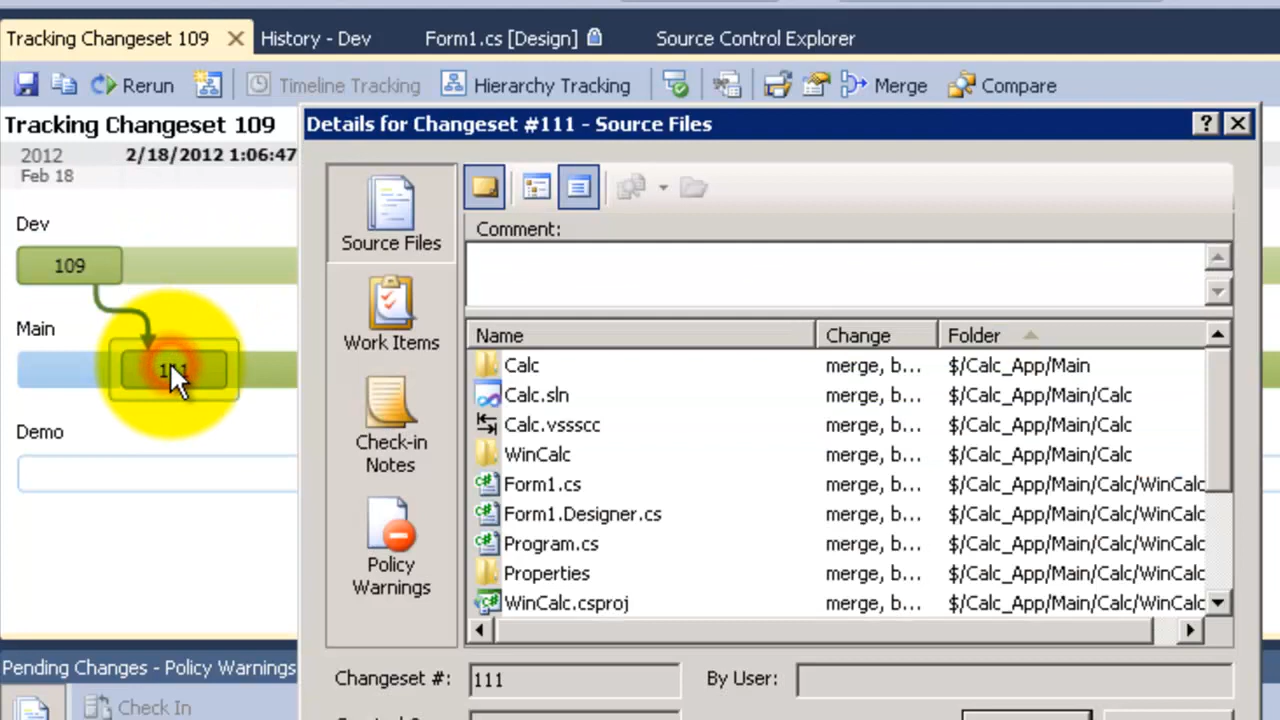 Tracking Changeset 109
History - Dev
Form1.cs [Design]
Source Control Explorer
Rerun
Timeline Tracking
Hierarchy Tracking
Merge
Compare
Tracking Changeset 109
2012
2/18/2012 1:06:47
Feb 18
Dev
109
Main
111
Demo
Details for Changeset #111 - Source Files
Source Files
Work Items
Check-in
Notes
Policy
Warnings
Comment:
Name Change Folder
Calc merge, b... $/Calc_App/Main
Calc.sln merge, b... $/Calc_App/Main/Calc
Calc.vssscc merge, b... $/Calc_App/Main/Calc
WinCalc merge, b... $/Calc_App/Main/Calc
Form1.cs merge, b... $/Calc_App/Main/Calc/WinCalc
Form1.Designer.cs merge, b... $/Calc_App/Main/Calc/WinCalc
Program.cs merge, b... $/Calc_App/Main/Calc/WinCalc
Properties merge, b... $/Calc_App/Main/Calc/WinCalc
WinCalc.csproj merge, b... $/Calc_App/Main/Calc/WinCalc
Changeset #: 111 By User:
Pending Changes - Policy Warnings
Check In